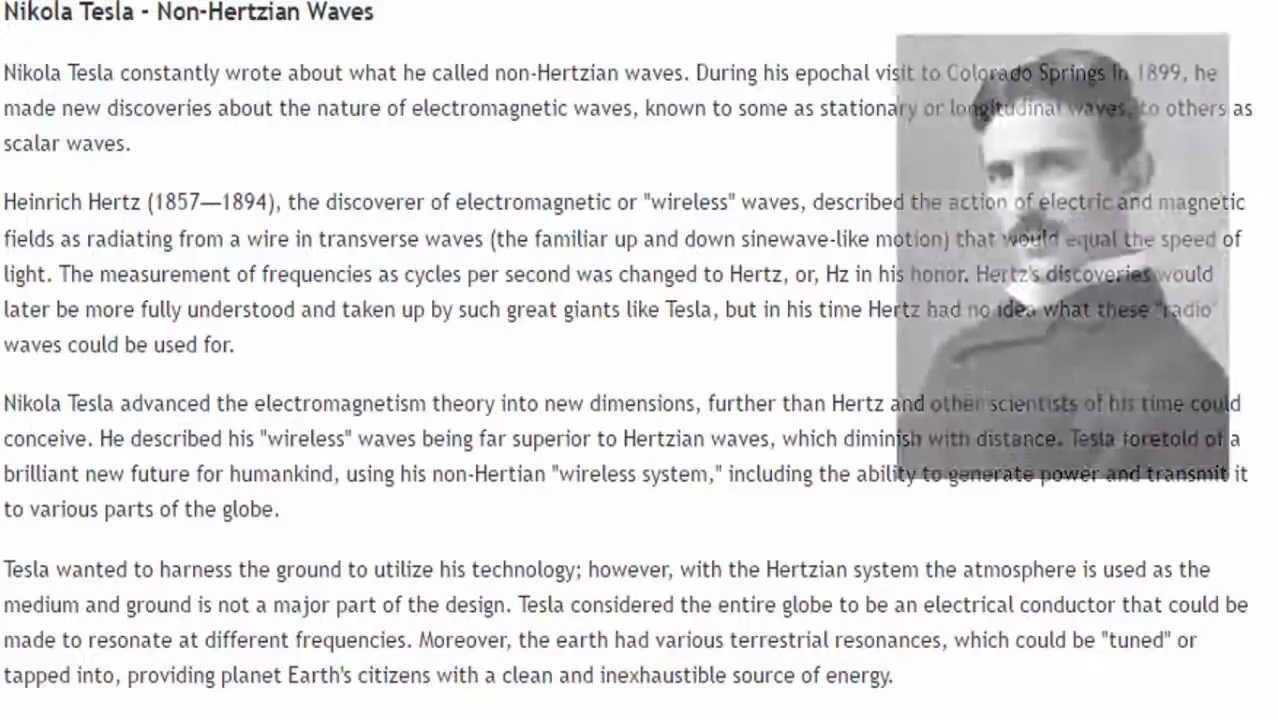 Nikola Tesla - Non-Hertzian Waves
Nikola Tesla constantly wrote about what he called non-Hertzian waves. During his epochal visit to Colorado Springs in 1899, he
made new discoveries about the nature of electromagnetic waves, known to some as stationary or longitudinal waves, to others as
scalar waves.
Heinrich Hertz (1857—1894), the discoverer of electromagnetic or "wireless" waves, described the action of electric and magnetic
fields as radiating from a wire in transverse waves (the familiar up and down sinewave-like motion) that would equal the speed of
light. The measurement of frequencies as cycles per second was changed to Hertz, or, Hz in his honor. Hertz's discoveries would
later be more fully understood and taken up by such great giants like Tesla, but in his time Hertz had no idea what these "radio"
waves could be used for.
Nikola Tesla advanced the electromagnetism theory into new dimensions, further than Hertz and other scientists of his time could
conceive. He described his "wireless" waves being far superior to Hertzian waves, which diminish with distance. Tesla foretold of a
brilliant new future for humankind, using his non-Hertian "wireless system," including the ability to generate power and transmit it
to various parts of the globe.
Tesla wanted to harness the ground to utilize his technology; however, with the Hertzian system the atmosphere is used as the
medium and ground is not a major part of the design. Tesla considered the entire globe to be an electrical conductor that could be
made to resonate at different frequencies. Moreover, the earth had various terrestrial resonances, which could be "tuned" or
tapped into, providing planet Earth's citizens with a clean and inexhaustible source of energy.